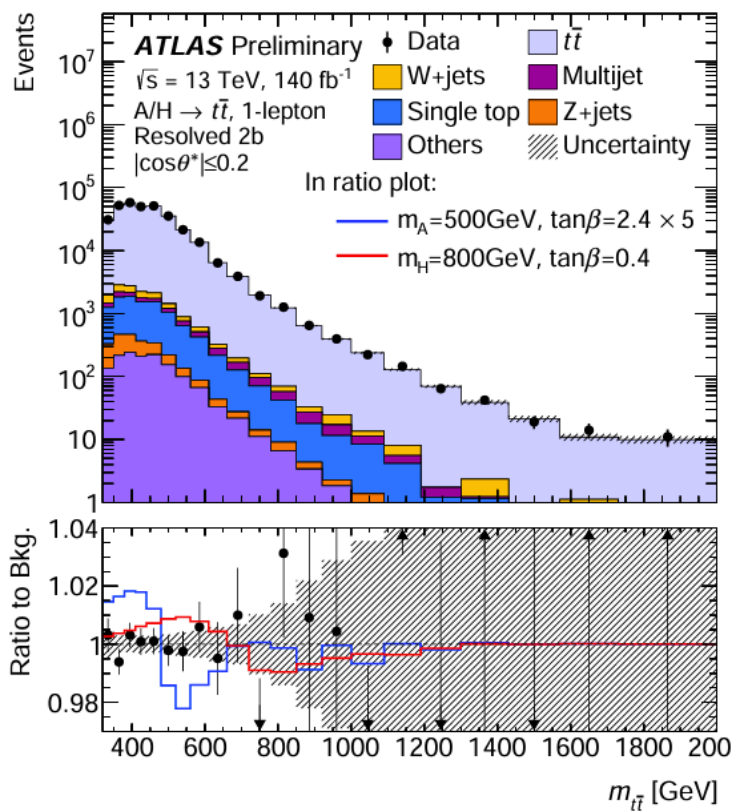 Events
10⁷
10⁶
10⁵
10⁴
10³
10²
10
1
ATLAS Preliminary
√s = 13 TeV, 140 fb⁻¹
A/H → tt̄, 1-lepton
Resolved 2b
|cosθ*|≤0.2
Data
tt̄
W+jets
Multijet
Single top
Z+jets
Others
Uncertainty
In ratio plot:
m_A=500GeV, tanβ=2.4 × 5
m_H=800GeV, tanβ=0.4
Ratio to Bkg.
1.04
1.02
1
0.98
400 600 800 1000 1200 1400 1600 1800 200
m_tt̄ [GeV]